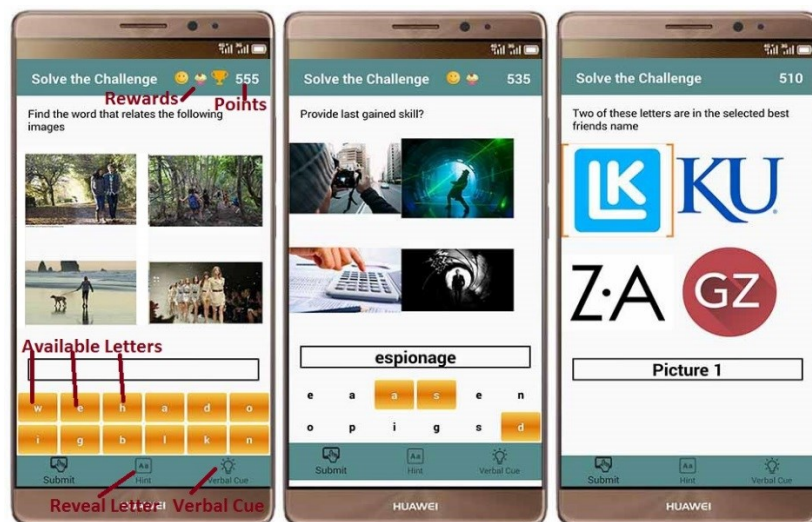 Solve the Challenge 555
Rewards
Points
Find the word that relates the following
images
Available Letters
w e h a d o
i g b l k n
Submit
Hint
Verbal Cue
Reveal Letter
Verbal Cue
HUAWEI
Solve the Challenge 535
Provide last gained skill?
espionage
e a a s e n
o p i g s d
Submit
Hint
Verbal Cue
HUAWEI
Solve the Challenge 510
Two of these letters are in the selected best
friends name
LK
KU
Z·A
GZ
Picture 1
Submit
Hint
Verbal Cue
HUAWEI